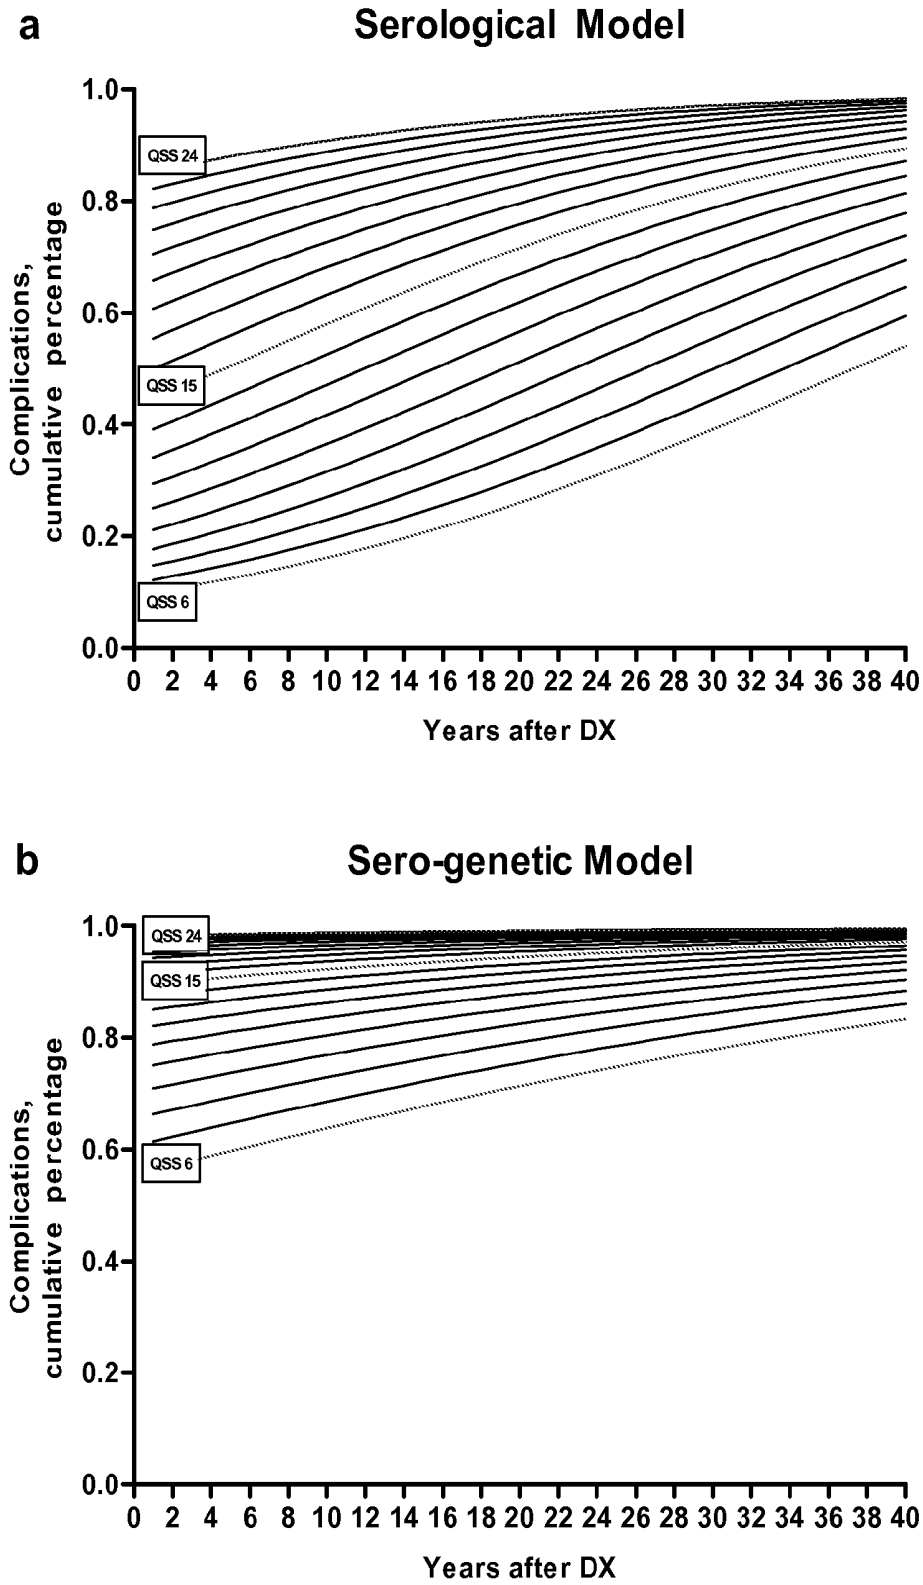 a
Serological Model
1.0
0.8
0.6
0.4
0.2
0.0
Complications,
cumulative percentage
QSS 24
QSS 15
QSS 6
0 2 4 6 8 10 12 14 16 18 20 22 24 26 28 30 32 34 36 38 40
Years after DX
b
Sero-genetic Model
1.0
0.8
0.6
0.4
0.2
0.0
Complications,
cumulative percentage
QSS 24
QSS 15
QSS 6
0 2 4 6 8 10 12 14 16 18 20 22 24 26 28 30 32 34 36 38 40
Years after DX